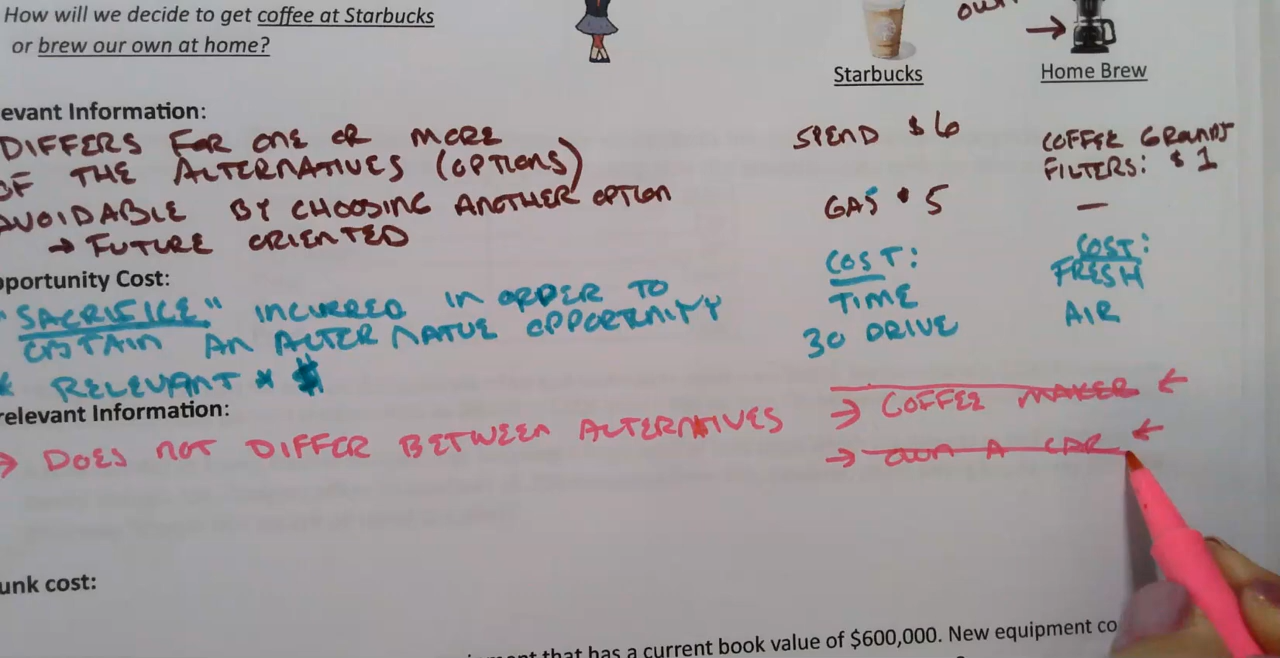 How will we decide to get coffee at Starbucks
or brew our own at home?
Starbucks
Home Brew
evant Information:
DIFFERS FOR ONE OR MORE
OF THE ALTERNATIVES (OPTIONS)
AVOIDABLE BY CHOOSING ANOTHER OPTION
→ FUTURE ORIENTED
SPEND $6
COFFEE GROUNDS
FILTERS: $1
GAS $5
—
pportunity Cost:
"SACRIFICE" INCURRED IN ORDER TO
OBTAIN AN ALTERNATIVE OPPORTUNITY
* RELEVANT * $
COST:
TIME
30 DRIVE
COST:
FRESH
AIR
relevant Information:
→ DOES NOT DIFFER BETWEEN ALTERNATIVES
→ COFFEE MAKER ←
→ OWN A CAR ←
unk cost:
that has a current book value of $600,000. New equipment co